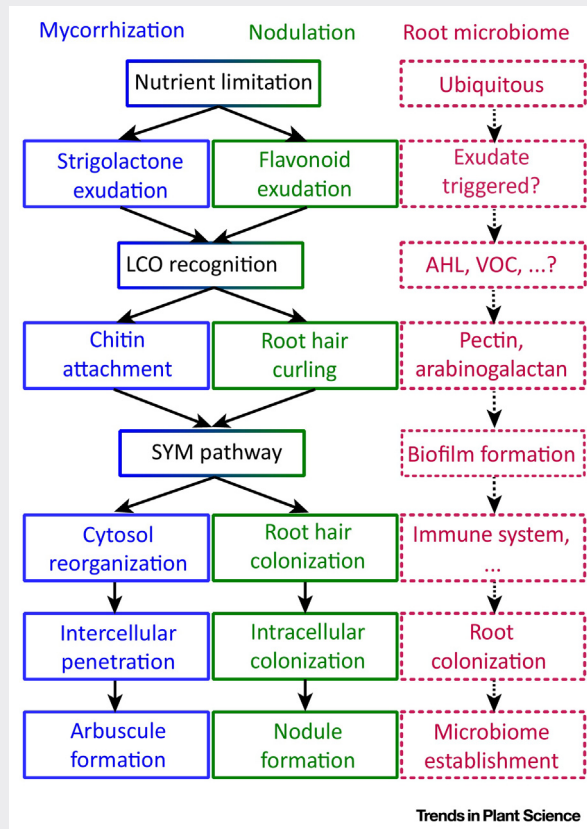 Mycorrhization
Nodulation
Root microbiome
Nutrient limitation
Ubiquitous
Strigolactone
exudation
Flavonoid
exudation
Exudate
triggered?
LCO recognition
AHL, VOC, ...?
Chitin
attachment
Root hair
curling
Pectin,
arabinogalactan
SYM pathway
Biofilm formation
Cytosol
reorganization
Root hair
colonization
Immune system,
...
Intercellular
penetration
Intracellular
colonization
Root
colonization
Arbuscule
formation
Nodule
formation
Microbiome
establishment
Trends in Plant Science